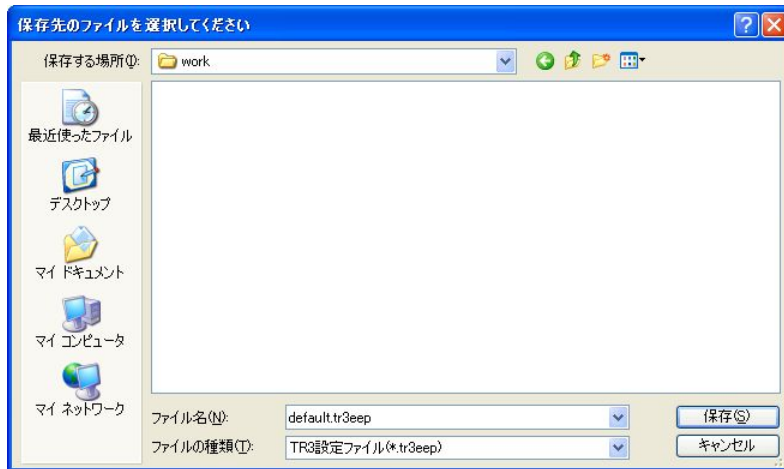 保存先のファイルを選択してください
保存する場所(I):
work
最近使ったファイル
デスクトップ
マイ ドキュメント
マイ コンピュータ
マイ ネットワーク
ファイル名(N):
default.tr3eep
保存(S)
ファイルの種類(T):
TR3設定ファイル(*.tr3eep)
キャンセル